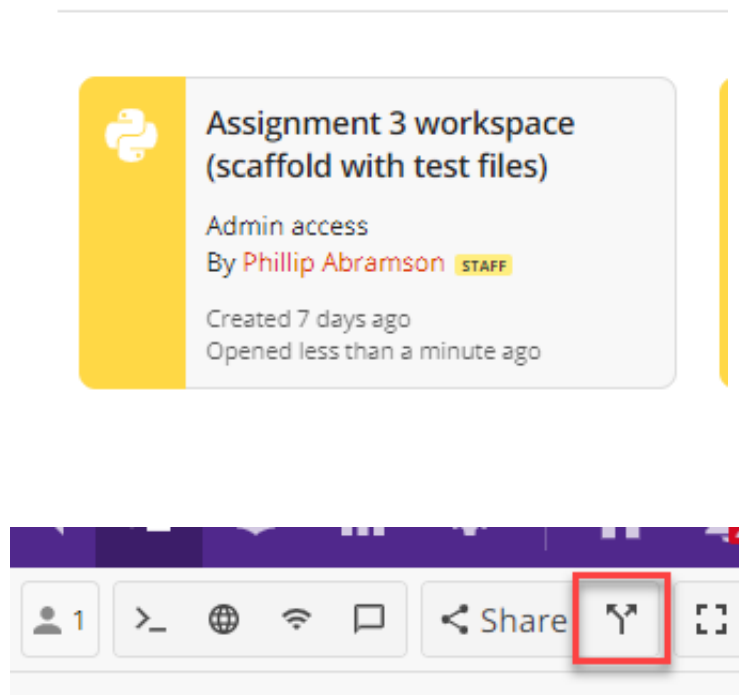 Assignment 3 workspace
(scaffold with test files)
Admin access
By Phillip Abramson STAFF
Created 7 days ago
Opened less than a minute ago
1
Share